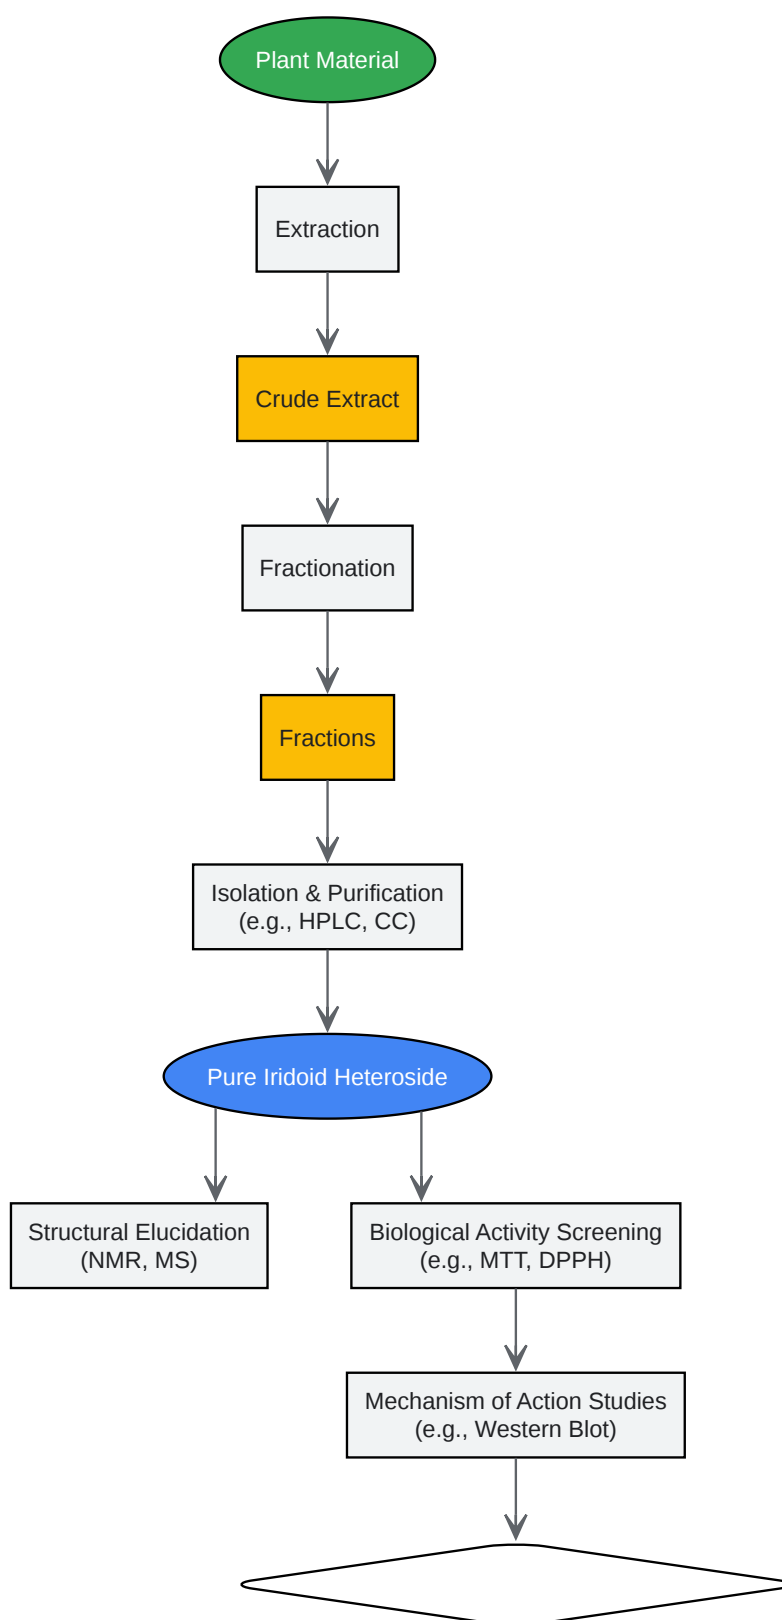 Plant Material
Extraction
Crude Extract
Fractionation
Fractions
Isolation & Purification
(e.g., HPLC, CC)
Pure Iridoid Heteroside
Structural Elucidation
(NMR, MS)
Biological Activity Screening
(e.g., MTT, DPPH)
Mechanism of Action Studies
(e.g., Western Blot)